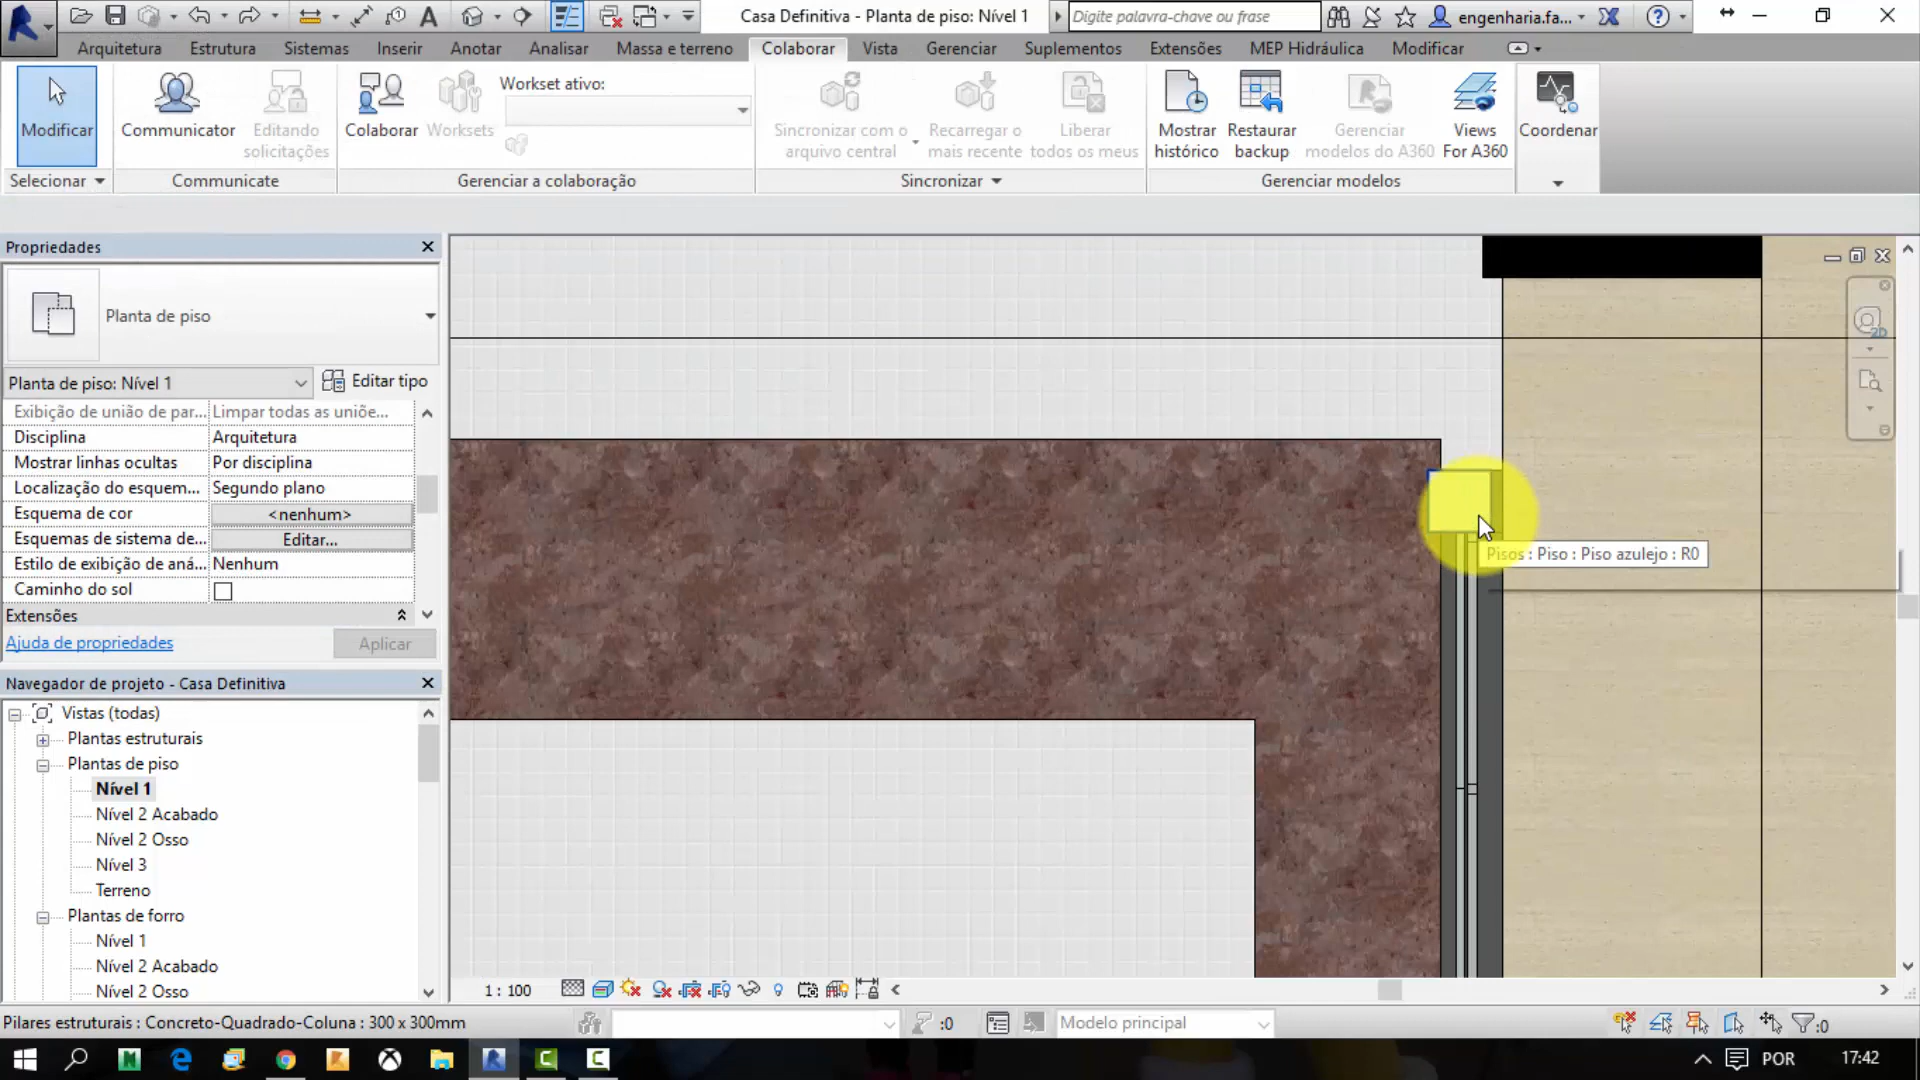 Casa Definitiva - Planta de piso: Nível 1
Digite palavra-chave ou frase
engenharia.fa...
Arquitetura
Estrutura
Sistemas
Inserir
Anotar
Analisar
Massa e terreno
Colaborar
Vista
Gerenciar
Suplementos
Extensões
MEP Hidráulica
Modificar
Modificar
Communicator
Editando
solicitações
Colaborar
Worksets
Workset ativo:
Sincronizar com o
arquivo central
Recarregar o
mais recente
Liberar
todos os meus
Mostrar
histórico
Restaurar
backup
Gerenciar
modelos do A360
Views
For A360
Coordenar
Selecionar
Communicate
Gerenciar a colaboração
Sincronizar
Gerenciar modelos
Propriedades
Planta de piso
Planta de piso: Nível 1
Editar tipo
Exibição de união de par... Limpar todas as uniõe...
Disciplina Arquitetura
Mostrar linhas ocultas Por disciplina
Localização do esquem... Segundo plano
Esquema de cor <nenhum>
Esquemas de sistema de... Editar...
Estilo de exibição de aná... Nenhum
Caminho do sol
Extensões
Ajuda de propriedades
Aplicar
Navegador de projeto - Casa Definitiva
Vistas (todas)
Plantas estruturais
Plantas de piso
Nível 1
Nível 2 Acabado
Nível 2 Osso
Nível 3
Terreno
Plantas de forro
Nível 1
Nível 2 Acabado
Nível 2 Osso
2D
Pisos : Piso : Piso azulejo : R0
1 : 100
Pilares estruturais : Concreto-Quadrado-Coluna : 300 x 300mm
:0
Modelo principal
:0
POR
17:42